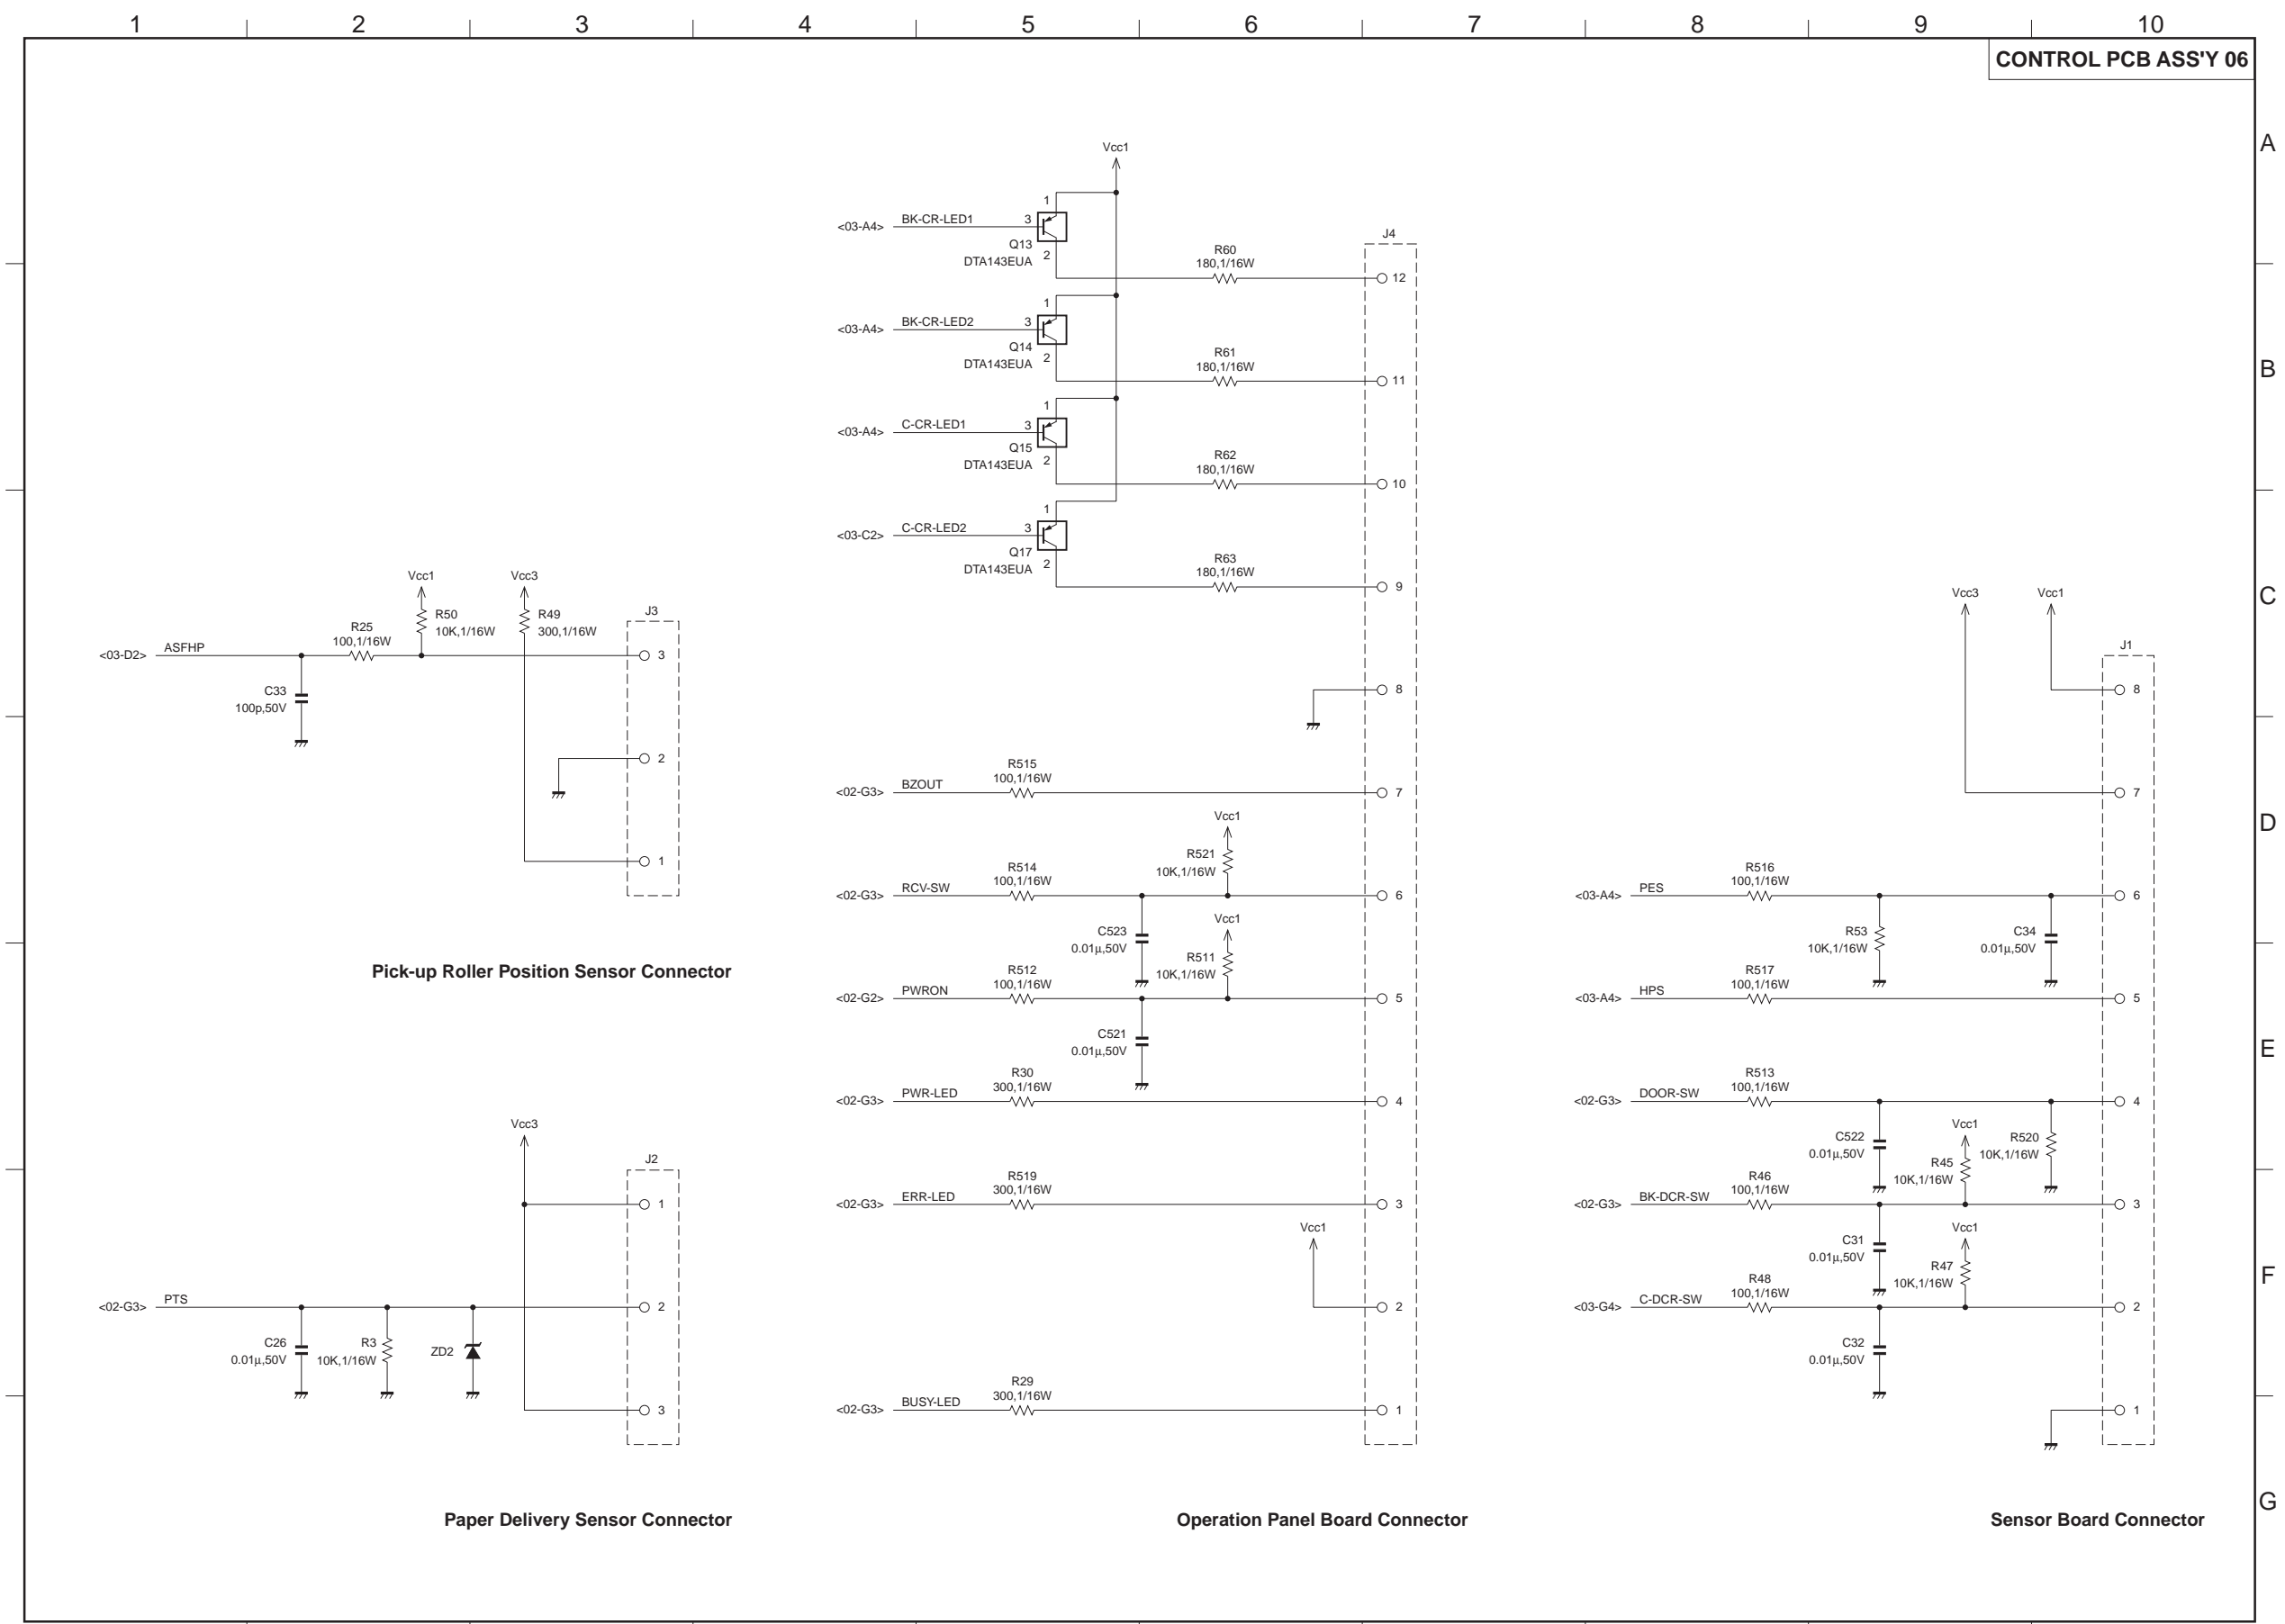 1 2 3 4 5 6 7 8 9 10
CONTROL PCB ASS'Y 06
A
B
C
D
E
F
G
Vcc1
<03-A4> BK-CR-LED1
1
3
2
Q13
DTA143EUA
R60
180,1/16W
<03-A4> BK-CR-LED2
1
3
2
Q14
DTA143EUA
R61
180,1/16W
<03-A4> C-CR-LED1
1
3
2
Q15
DTA143EUA
R62
180,1/16W
<03-C2> C-CR-LED2
1
3
2
Q17
DTA143EUA
R63
180,1/16W
J4
12
11
10
9
8
7
6
5
4
3
2
1
<02-G3> BZOUT
R515
100,1/16W
Vcc1
R521
10K,1/16W
<02-G3> RCV-SW
R514
100,1/16W
C523
0.01μ,50V
Vcc1
R511
10K,1/16W
<02-G2> PWRON
R512
100,1/16W
C521
0.01μ,50V
<02-G3> PWR-LED
R30
300,1/16W
<02-G3> ERR-LED
R519
300,1/16W
Vcc1
<02-G3> BUSY-LED
R29
300,1/16W
Operation Panel Board Connector
<03-D2> ASFHP
R25
100,1/16W
C33
100p,50V
Vcc1
R50
10K,1/16W
Vcc3
R49
300,1/16W
J3
3
2
1
Pick-up Roller Position Sensor Connector
Vcc3
J2
1
2
3
<02-G3> PTS
C26
0.01μ,50V
R3
10K,1/16W
ZD2
Paper Delivery Sensor Connector
Vcc3
Vcc1
J1
8
7
6
5
4
3
2
1
<03-A4> PES
R516
100,1/16W
R53
10K,1/16W
C34
0.01μ,50V
<03-A4> HPS
R517
100,1/16W
<02-G3> DOOR-SW
R513
100,1/16W
C522
0.01μ,50V
R520
10K,1/16W
Vcc1
R45
10K,1/16W
<02-G3> BK-DCR-SW
R46
100,1/16W
C31
0.01μ,50V
Vcc1
R47
10K,1/16W
<03-G4> C-DCR-SW
R48
100,1/16W
C32
0.01μ,50V
Sensor Board Connector